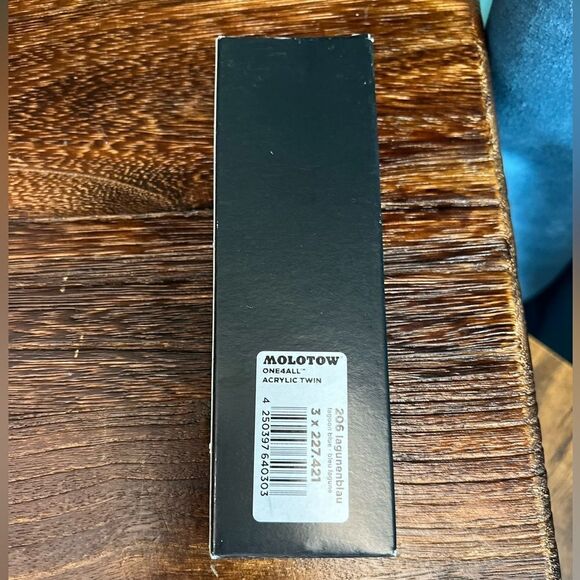 MOLOTOW
ONE4ALL™
ACRYLIC TWIN
4 250397 640303
206 lagunenblau
lagoon blue · bleu lagune
3 x 227.421